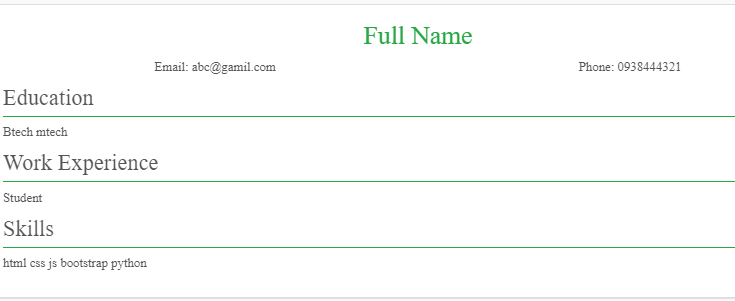 Full Name
Email: abc@gamil.com Phone: 0938444321
Education
Btech mtech
Work Experience
Student
Skills
html css js bootstrap python